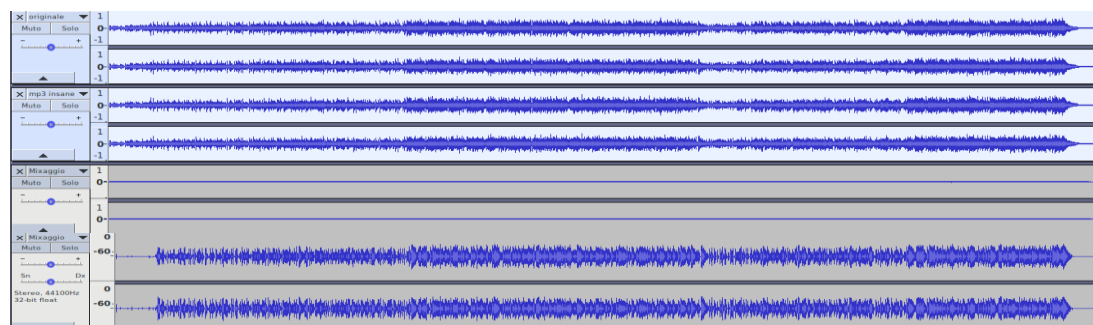 originale
Muto Solo
- +
1
0-
-1
1
0-
-1
mp3 insane
Muto Solo
- +
1
0-
-1
1
0-
-1
Mixaggio
Muto Solo
- +
1
0-
1
0-
Mixaggio
Muto Solo
- +
Sn Dx
Stereo, 44100Hz
32-bit float
0
-60-
0
-60-